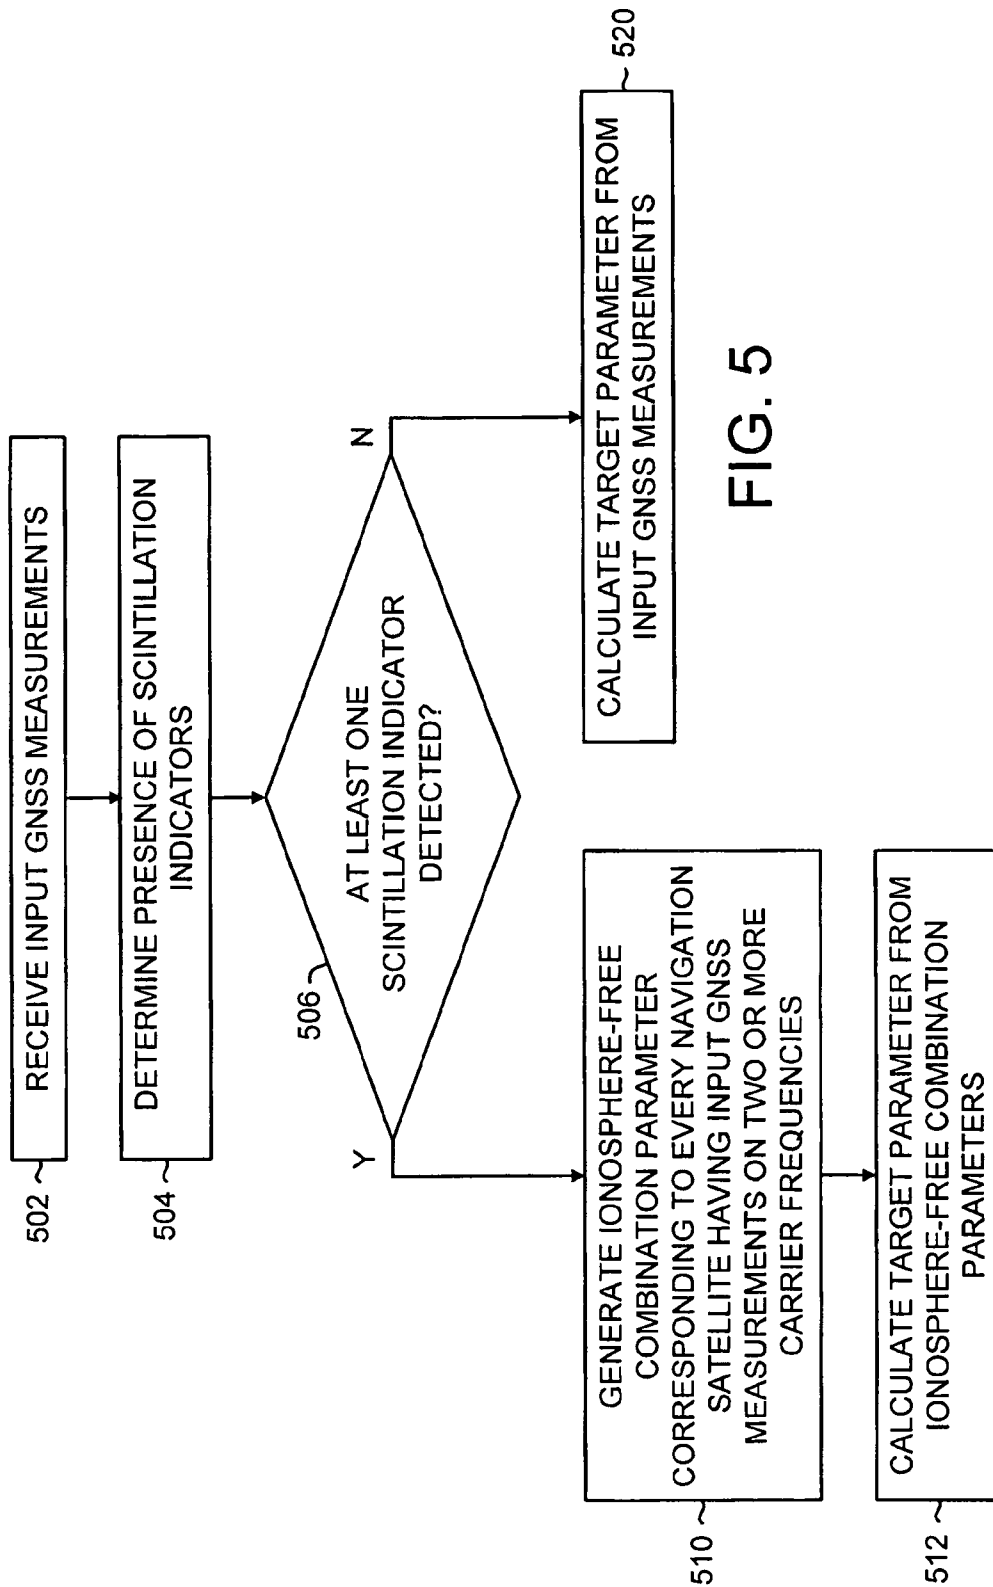 RECEIVE INPUT GNSS MEASUREMENTS
502
DETERMINE PRESENCE OF SCINTILLATION
INDICATORS
504
AT LEAST ONE
SCINTILLATION INDICATOR
DETECTED?
506
Y
N
GENERATE IONOSPHERE-FREE
COMBINATION PARAMETER
CORRESPONDING TO EVERY NAVIGATION
SATELLITE HAVING INPUT GNSS
MEASUREMENTS ON TWO OR MORE
CARRIER FREQUENCIES
510
CALCULATE TARGET PARAMETER FROM
INPUT GNSS MEASUREMENTS
520
CALCULATE TARGET PARAMETER FROM
IONOSPHERE-FREE COMBINATION
PARAMETERS
512
FIG. 5